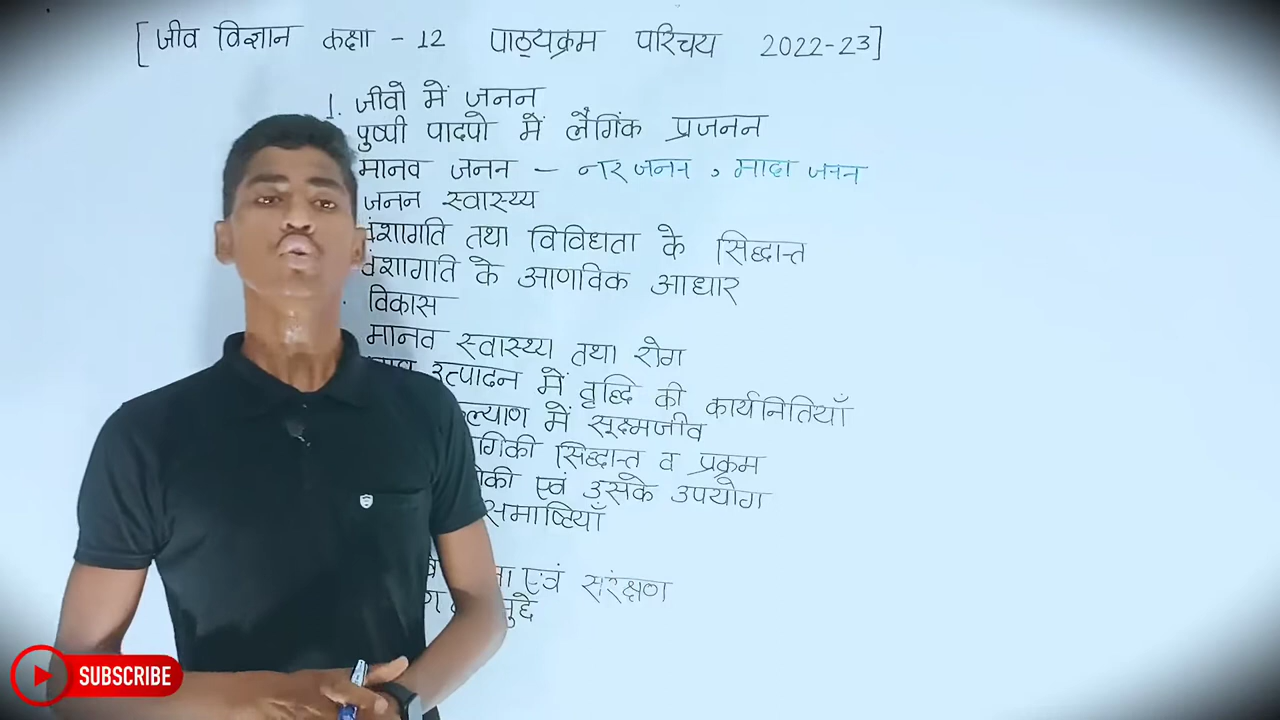 [जीव विज्ञान कक्षा - 12 पाठ्यक्रम परिचय 2022-23]
1. जीवो में जनन
पुष्पी पादपो में लैगिंक प्रजनन
मानव जनन - नर जनन , मादा जनन
जनन स्वास्थ्य
वंशागति तथा विविधता के सिद्धान्त
वंशागति के आणविक आधार
विकास
मानव स्वास्थ्य तथा रोग
उत्पादन में वृद्धि की कार्यनितियाँ
में सूक्ष्मजीव
सिद्धान्त व प्रक्रम
एवं उसके उपयोग
समाष्टियाँ
एवं संरक्षण
SUBSCRIBE